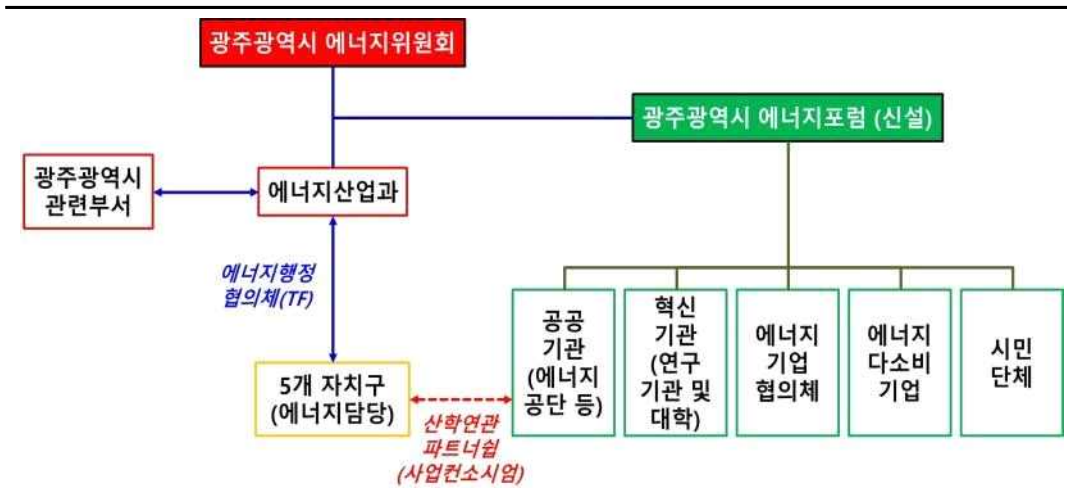 광주광역시 에너지위원회
광주광역시 에너지포럼 (신설)
광주광역시
관련부서
에너지산업과
에너지행정
협의체(TF)
5개 자치구
(에너지담당)
산학연관
파트너쉽
(사업컨소시엄)
공공
기관
(에너지
공단 등)
혁신
기관
(연구
기관 및
대학)
에너지
기업
협의체
에너지
다소비
기업
시민
단체